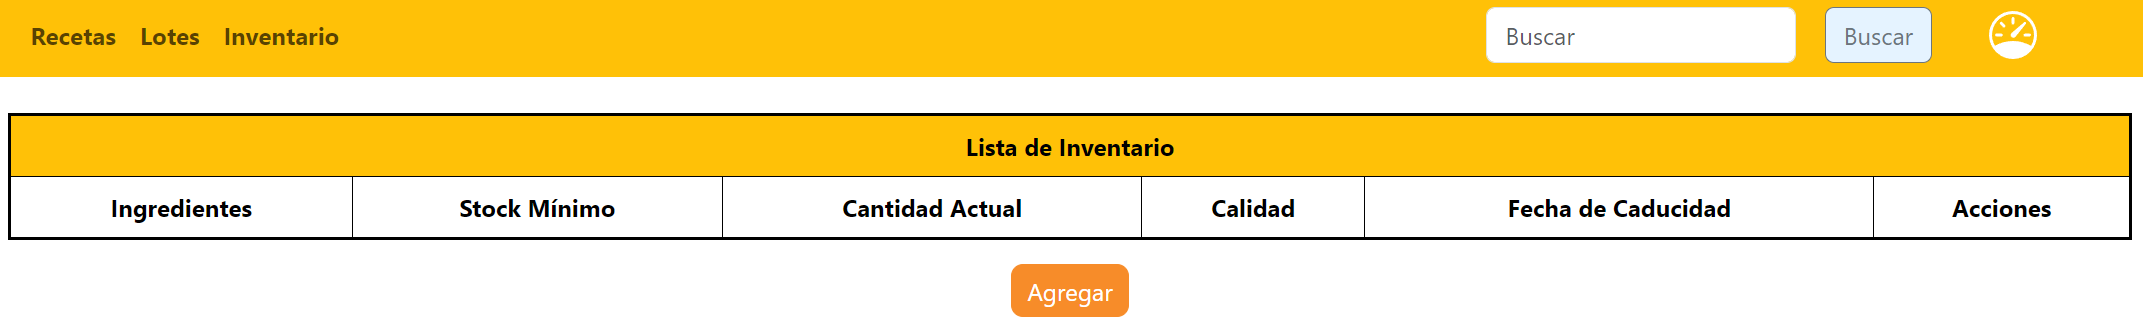 Recetas Lotes Inventario Buscar Buscar
Lista de Inventario
Ingredientes Stock Mínimo Cantidad Actual Calidad Fecha de Caducidad Acciones
Agregar